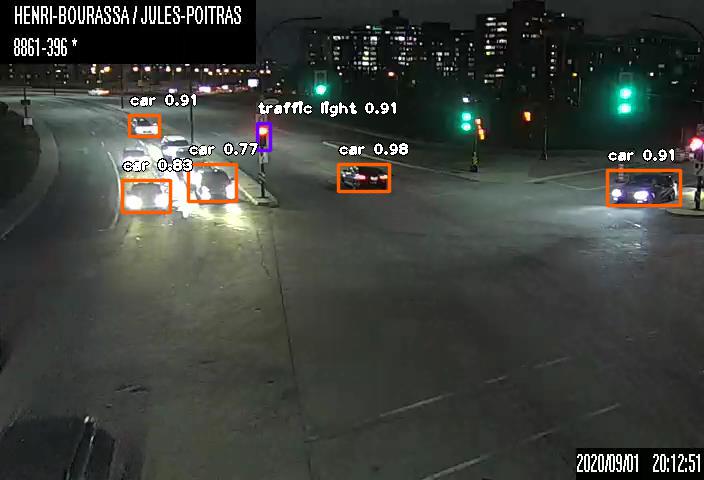 HENRI-BOURASSA / JULES-POITRAS
8861-396 *
car 0.91
traffic light 0.91
car 0.77
car 0.98
car 0.91
car 0.83
2020/09/01 20:12:51